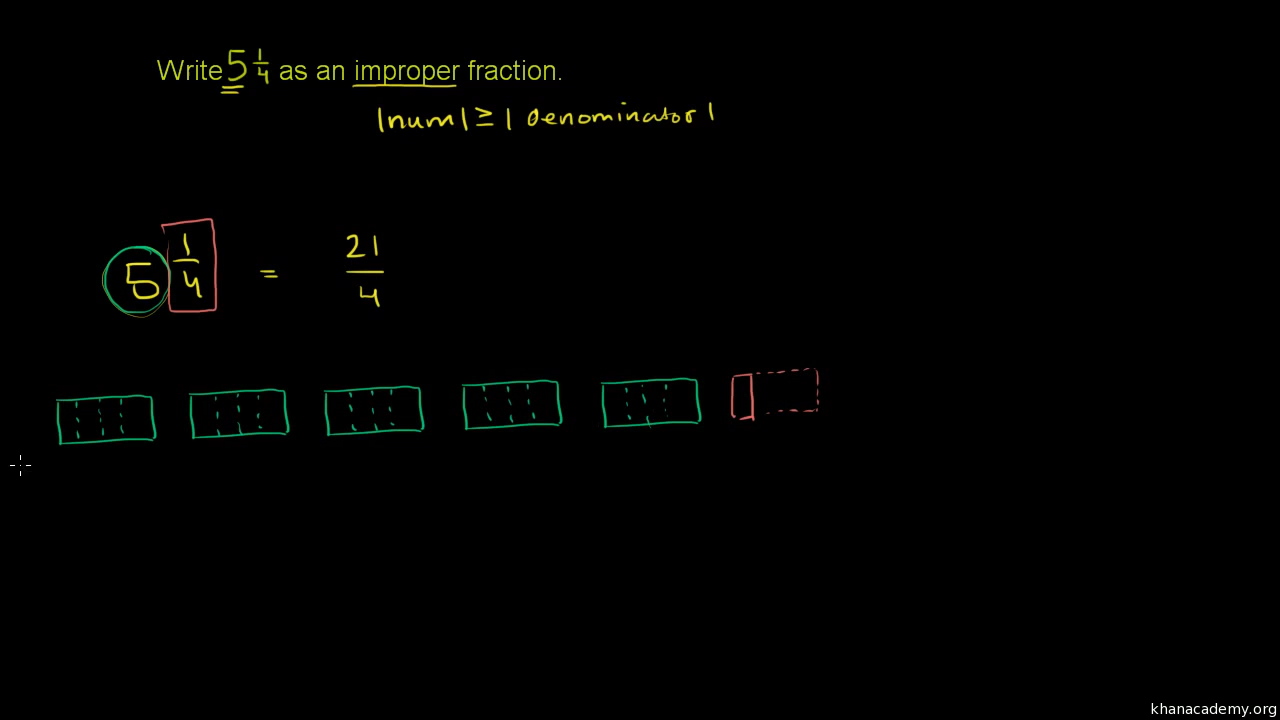 Write 5 1/4 as an improper fraction.
|num| ≥ | denominator |
5 1/4 = 21/4
khanacademy.org